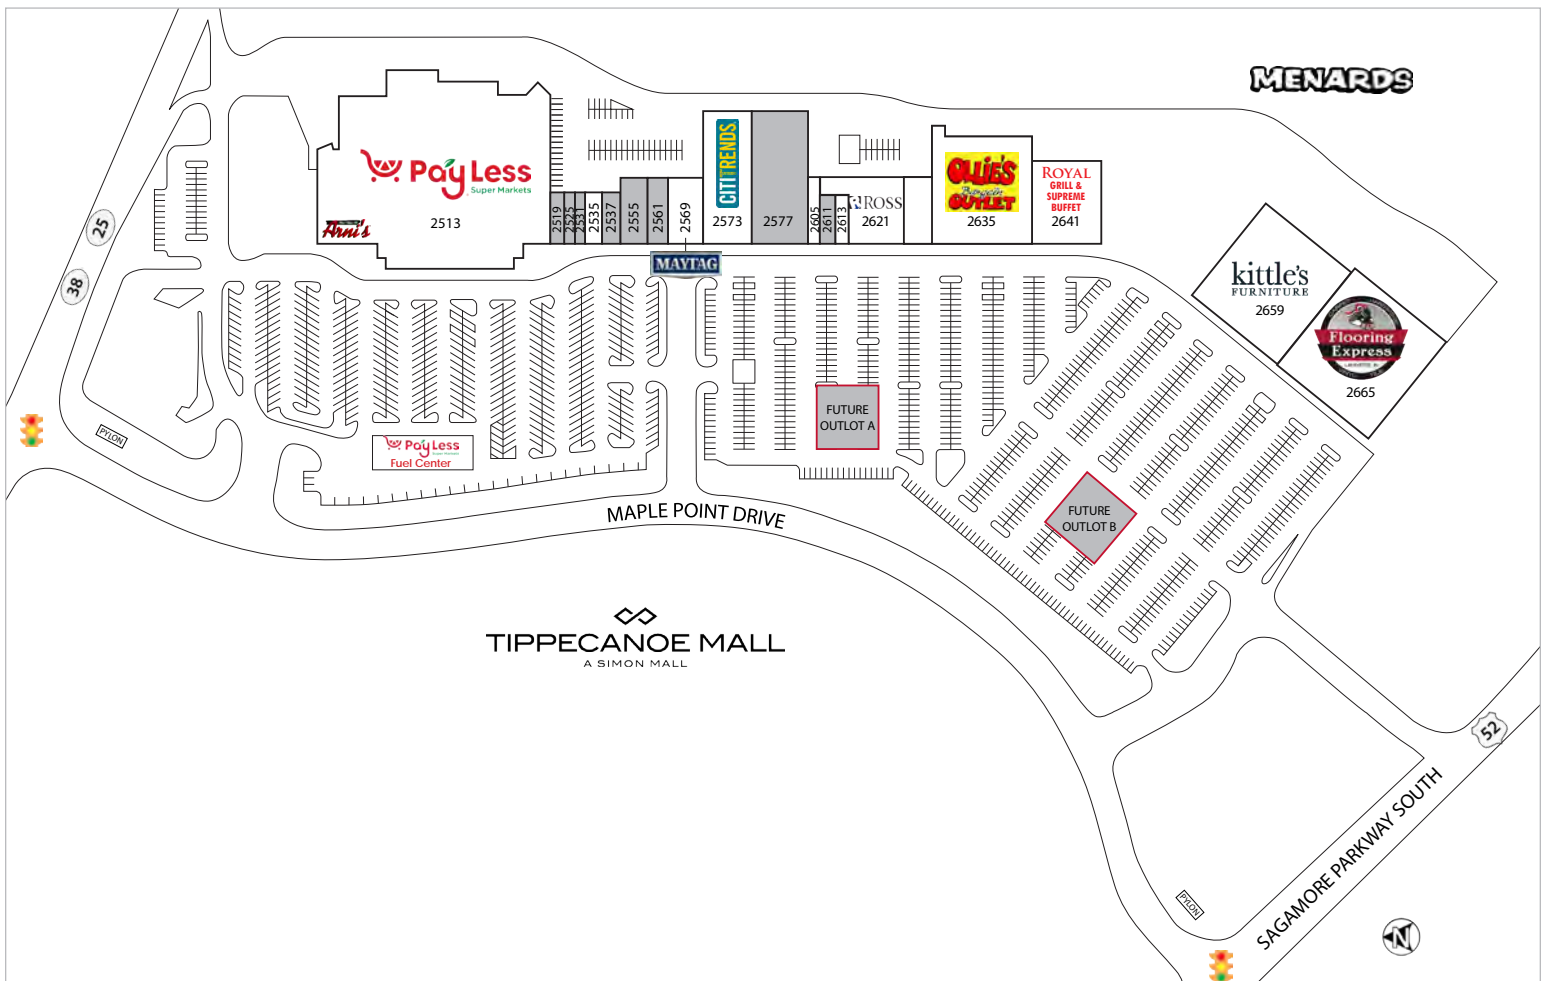 MENARDS
PayLess
Super Markets
2513
Arni's
2519
2525
2531
2535
2537
2555
2561
2569
MAYTAG
CITITRENDS
2573
2577
2605
2611
2613
ROSS
2621
OLLIE'S
Bargain
OUTLET
2635
ROYAL
GRILL &
SUPREME
BUFFET
2641
kittle's
FURNITURE
2659
Flooring
Express
2665
25
38
PYLON
PayLess
Super Markets
Fuel Center
FUTURE
OUTLOT A
FUTURE
OUTLOT B
MAPLE POINT DRIVE
TIPPECANOE MALL
A SIMON MALL
52
SAGAMORE PARKWAY SOUTH
PYLON
N